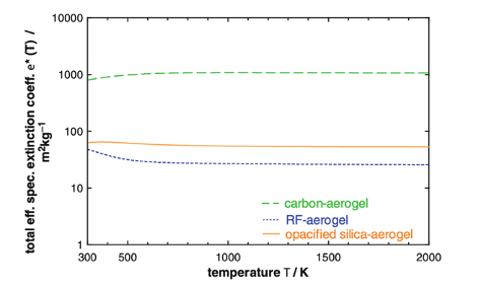 total eff. spec. extinction coeff. e* (T) /
m²kg⁻¹
10000
1000
100
10
1
carbon-aerogel
RF-aerogel
opacified silica-aerogel
300 500 1000 1500 2000
temperature T / K